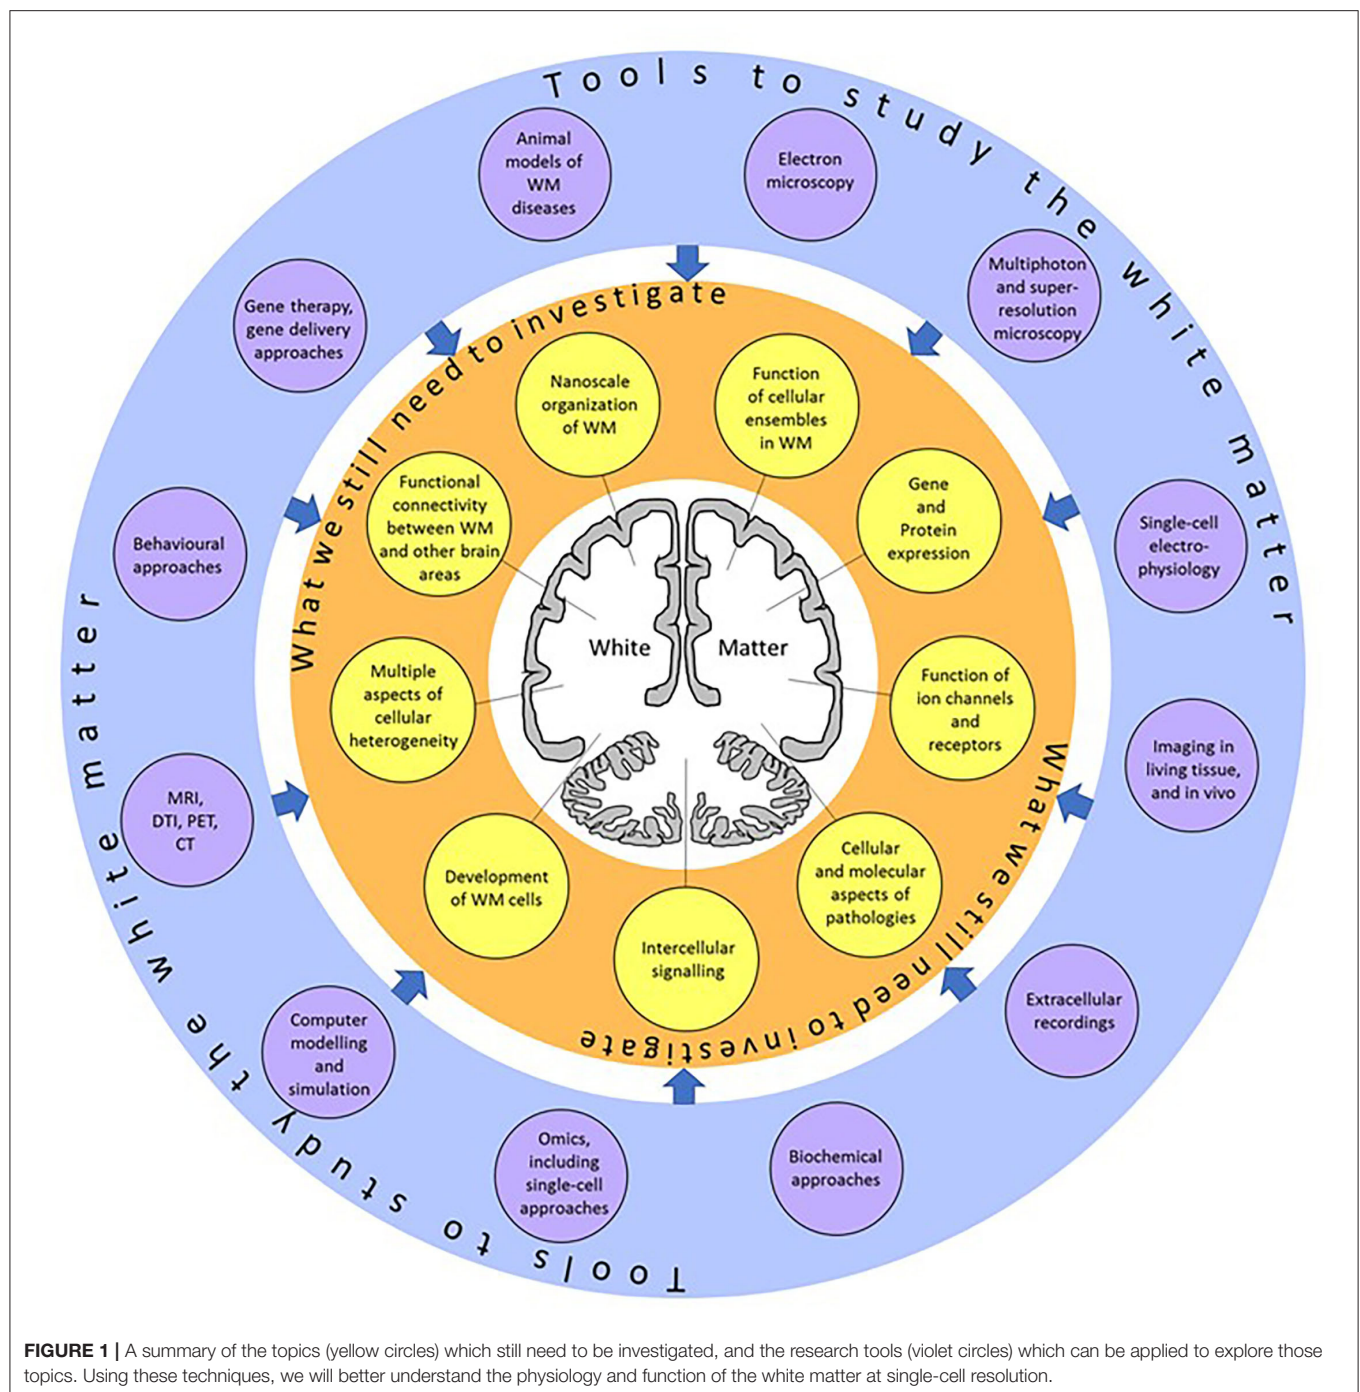 Tools to study the white matter
Animal
models of
WM
diseases
Electron
microscopy
Multiphoton
and super-
resolution
microscopy
Gene therapy,
gene delivery
approaches
What we still need to investigate
Nanoscale
organization
of WM
Function
of cellular
ensembles
in WM
Functional
connectivity
between WM
and other brain
areas
Gene
and
Protein
expression
Behavioural
approaches
Single-cell
electro-
physiology
White Matter
Multiple
aspects of
cellular
heterogeneity
Function of
ion channels
and
receptors
MRI,
DTI, PET,
CT
Imaging in
living tissue,
and in vivo
Development
of WM cells
Cellular
and molecular
aspects of
pathologies
Intercellular
signalling
What we still need to investigate
Computer
modelling
and
simulation
Extracellular
recordings
Omics,
including
single-cell
approaches
Biochemical
approaches
Tools to study the white matter
FIGURE 1 | A summary of the topics (yellow circles) which still need to be investigated, and the research tools (violet circles) which can be applied to explore those
topics. Using these techniques, we will better understand the physiology and function of the white matter at single-cell resolution.